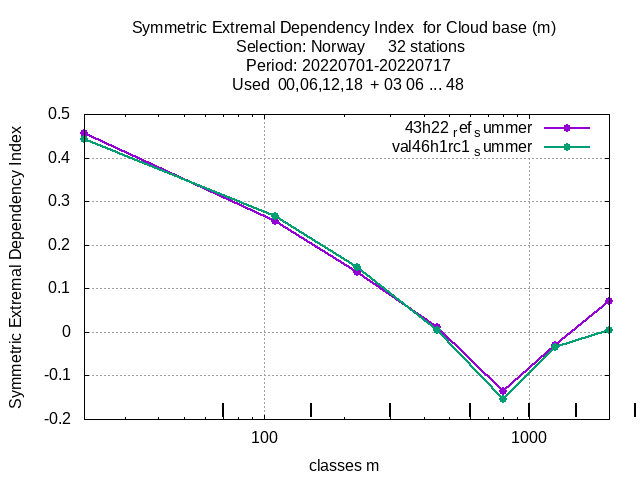 Symmetric Extremal Dependency Index  for Cloud base (m)
Selection: Norway     32 stations
Period: 20220701-20220717
Used  00,06,12,18  + 03 06 ... 48
43h22 ref summer
val46h1rc1 summer
Symmetric Extremal Dependency Index
0.5
0.4
0.3
0.2
0.1
0
-0.1
-0.2
100 1000
classes m